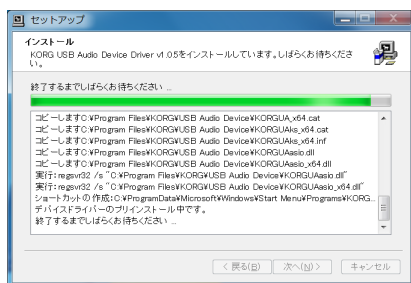 セットアップ
インストール
KORG USB Audio Device Driver v1.05をインストールしています。しばらくお待ちくださ
い。
終了するまでしばらくお待ちください ...
コピーします C:¥Program Files¥KORG¥USB Audio Device¥KORGUA_x64.cat
コピーします C:¥Program Files¥KORG¥USB Audio Device¥KORGUAks_x64.cat
コピーします C:¥Program Files¥KORG¥USB Audio Device¥KORGUAks_x64.inf
コピーします C:¥Program Files¥KORG¥USB Audio Device¥KORGUAasio.dll
コピーします C:¥Program Files¥KORG¥USB Audio Device¥KORGUAasio_x64.dll
実行: regsvr32 /s "C:¥Program Files¥KORG¥USB Audio Device¥KORGUAasio.dll"
実行: regsvr32 /s "C:¥Program Files¥KORG¥USB Audio Device¥KORGUAasio_x64.dll"
ショートカットの作成: C:¥ProgramData¥Microsoft¥Windows¥Start Menu¥Programs¥KORG...
デバイスドライバーのプリインストール中です。
終了するまでしばらくお待ちください ...
< 戻る(B)
次へ(N) >
キャンセル